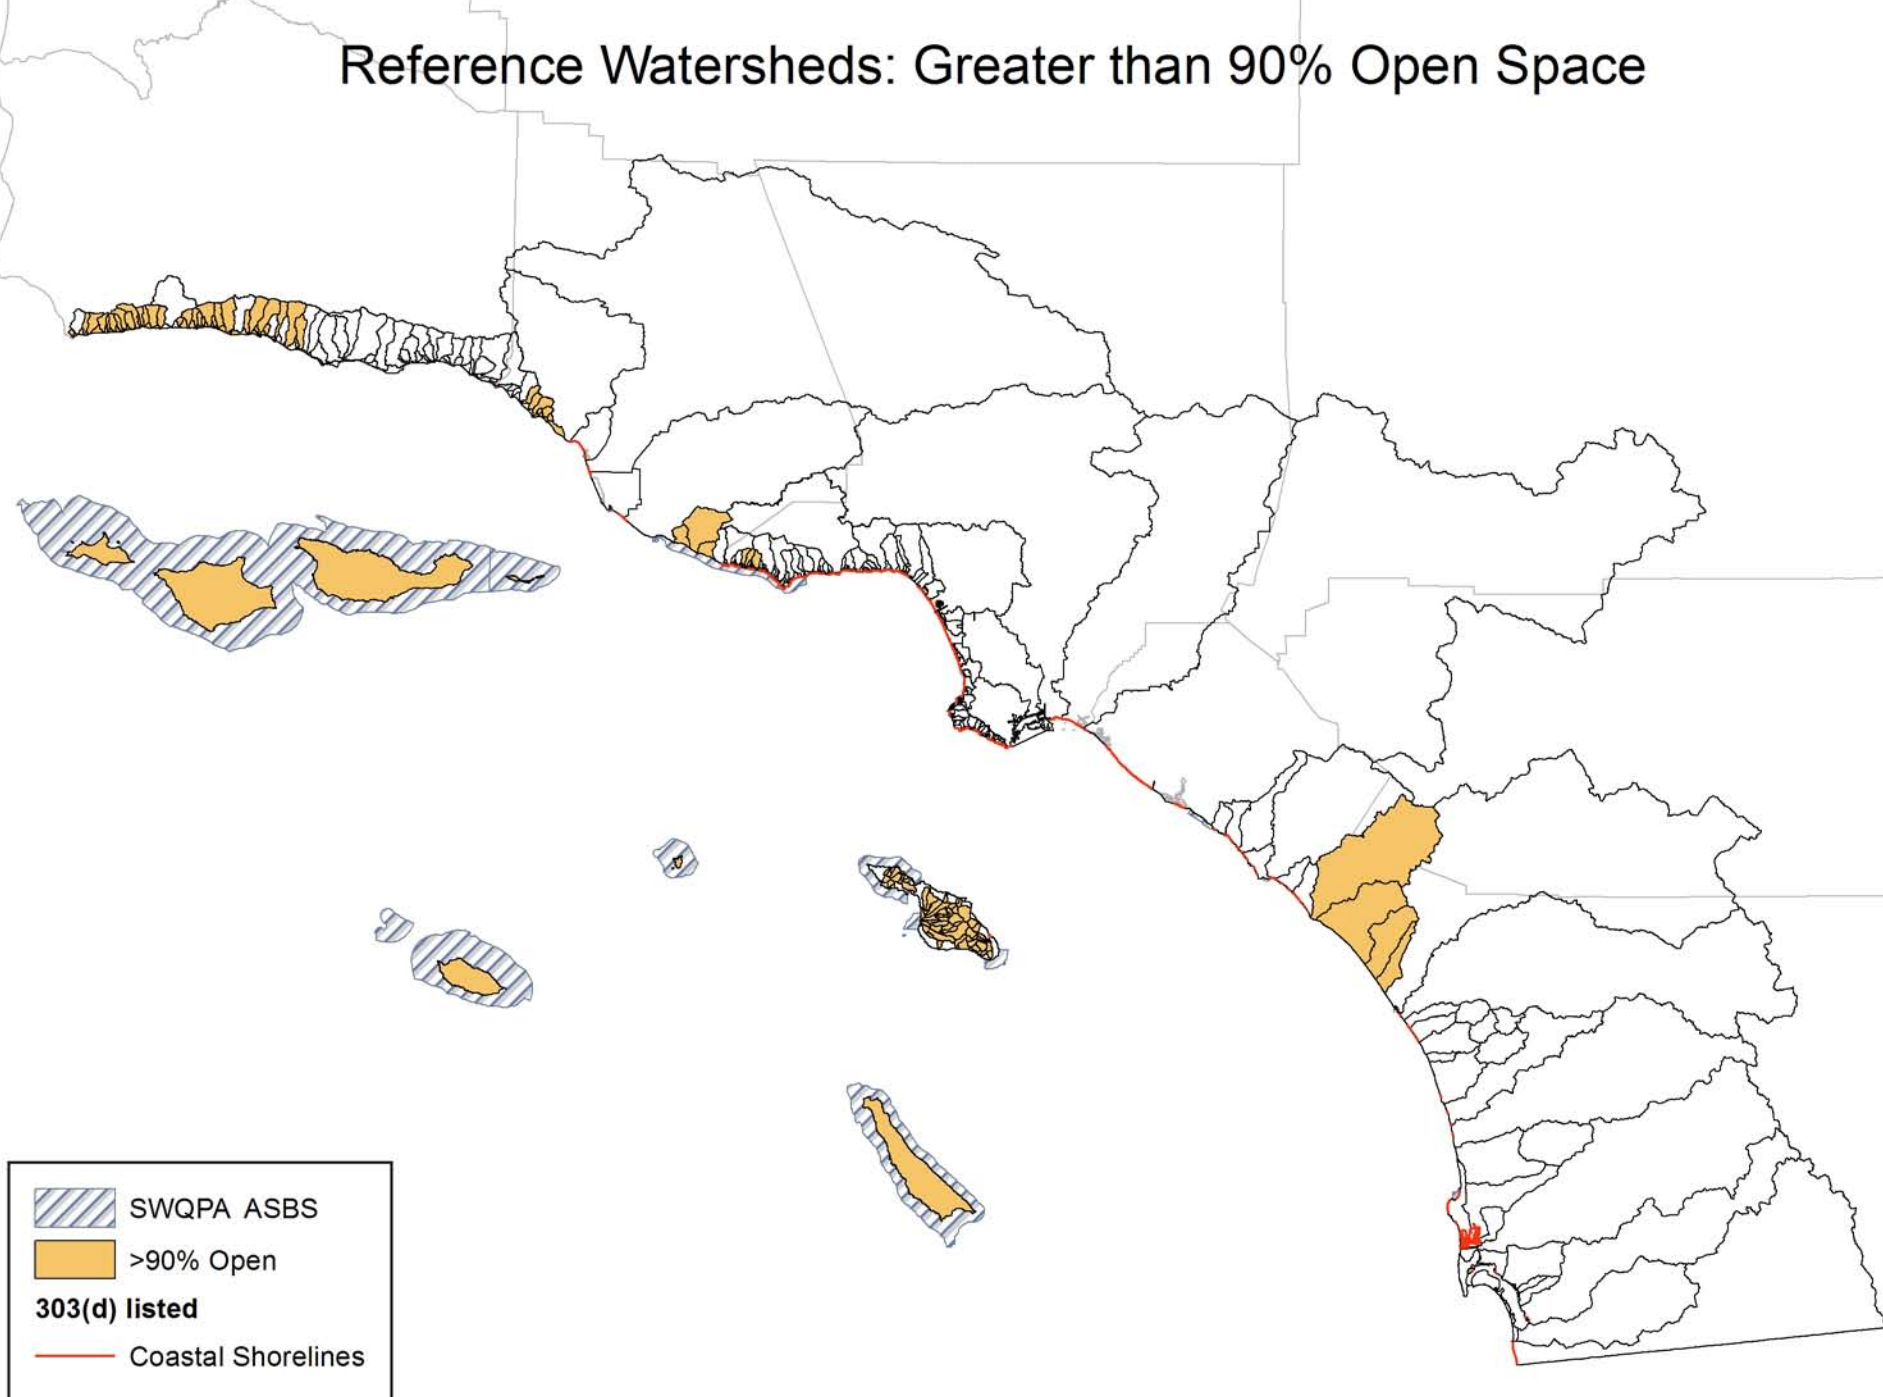 Reference Watersheds: Greater than 90% Open Space
SWQPA ASBS
>90% Open
303(d) listed
Coastal Shorelines